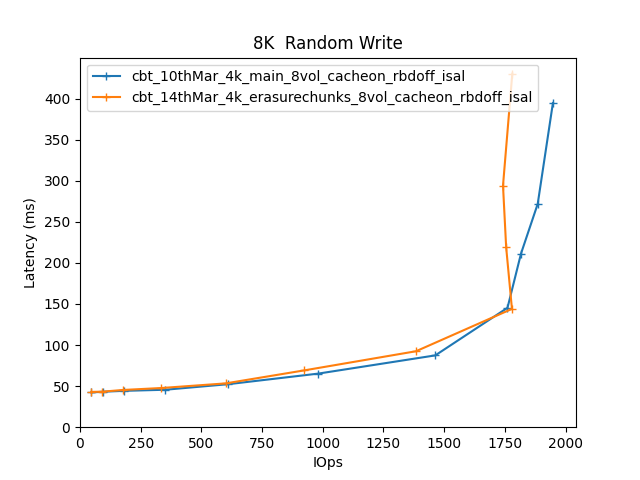 8K  Random Write
cbt_10thMar_4k_main_8vol_cacheon_rbdoff_isal
cbt_14thMar_4k_erasurechunks_8vol_cacheon_rbdoff_isal
Latency (ms)
400
350
300
250
200
150
100
50
0
0 250 500 750 1000 1250 1500 1750 2000
IOps